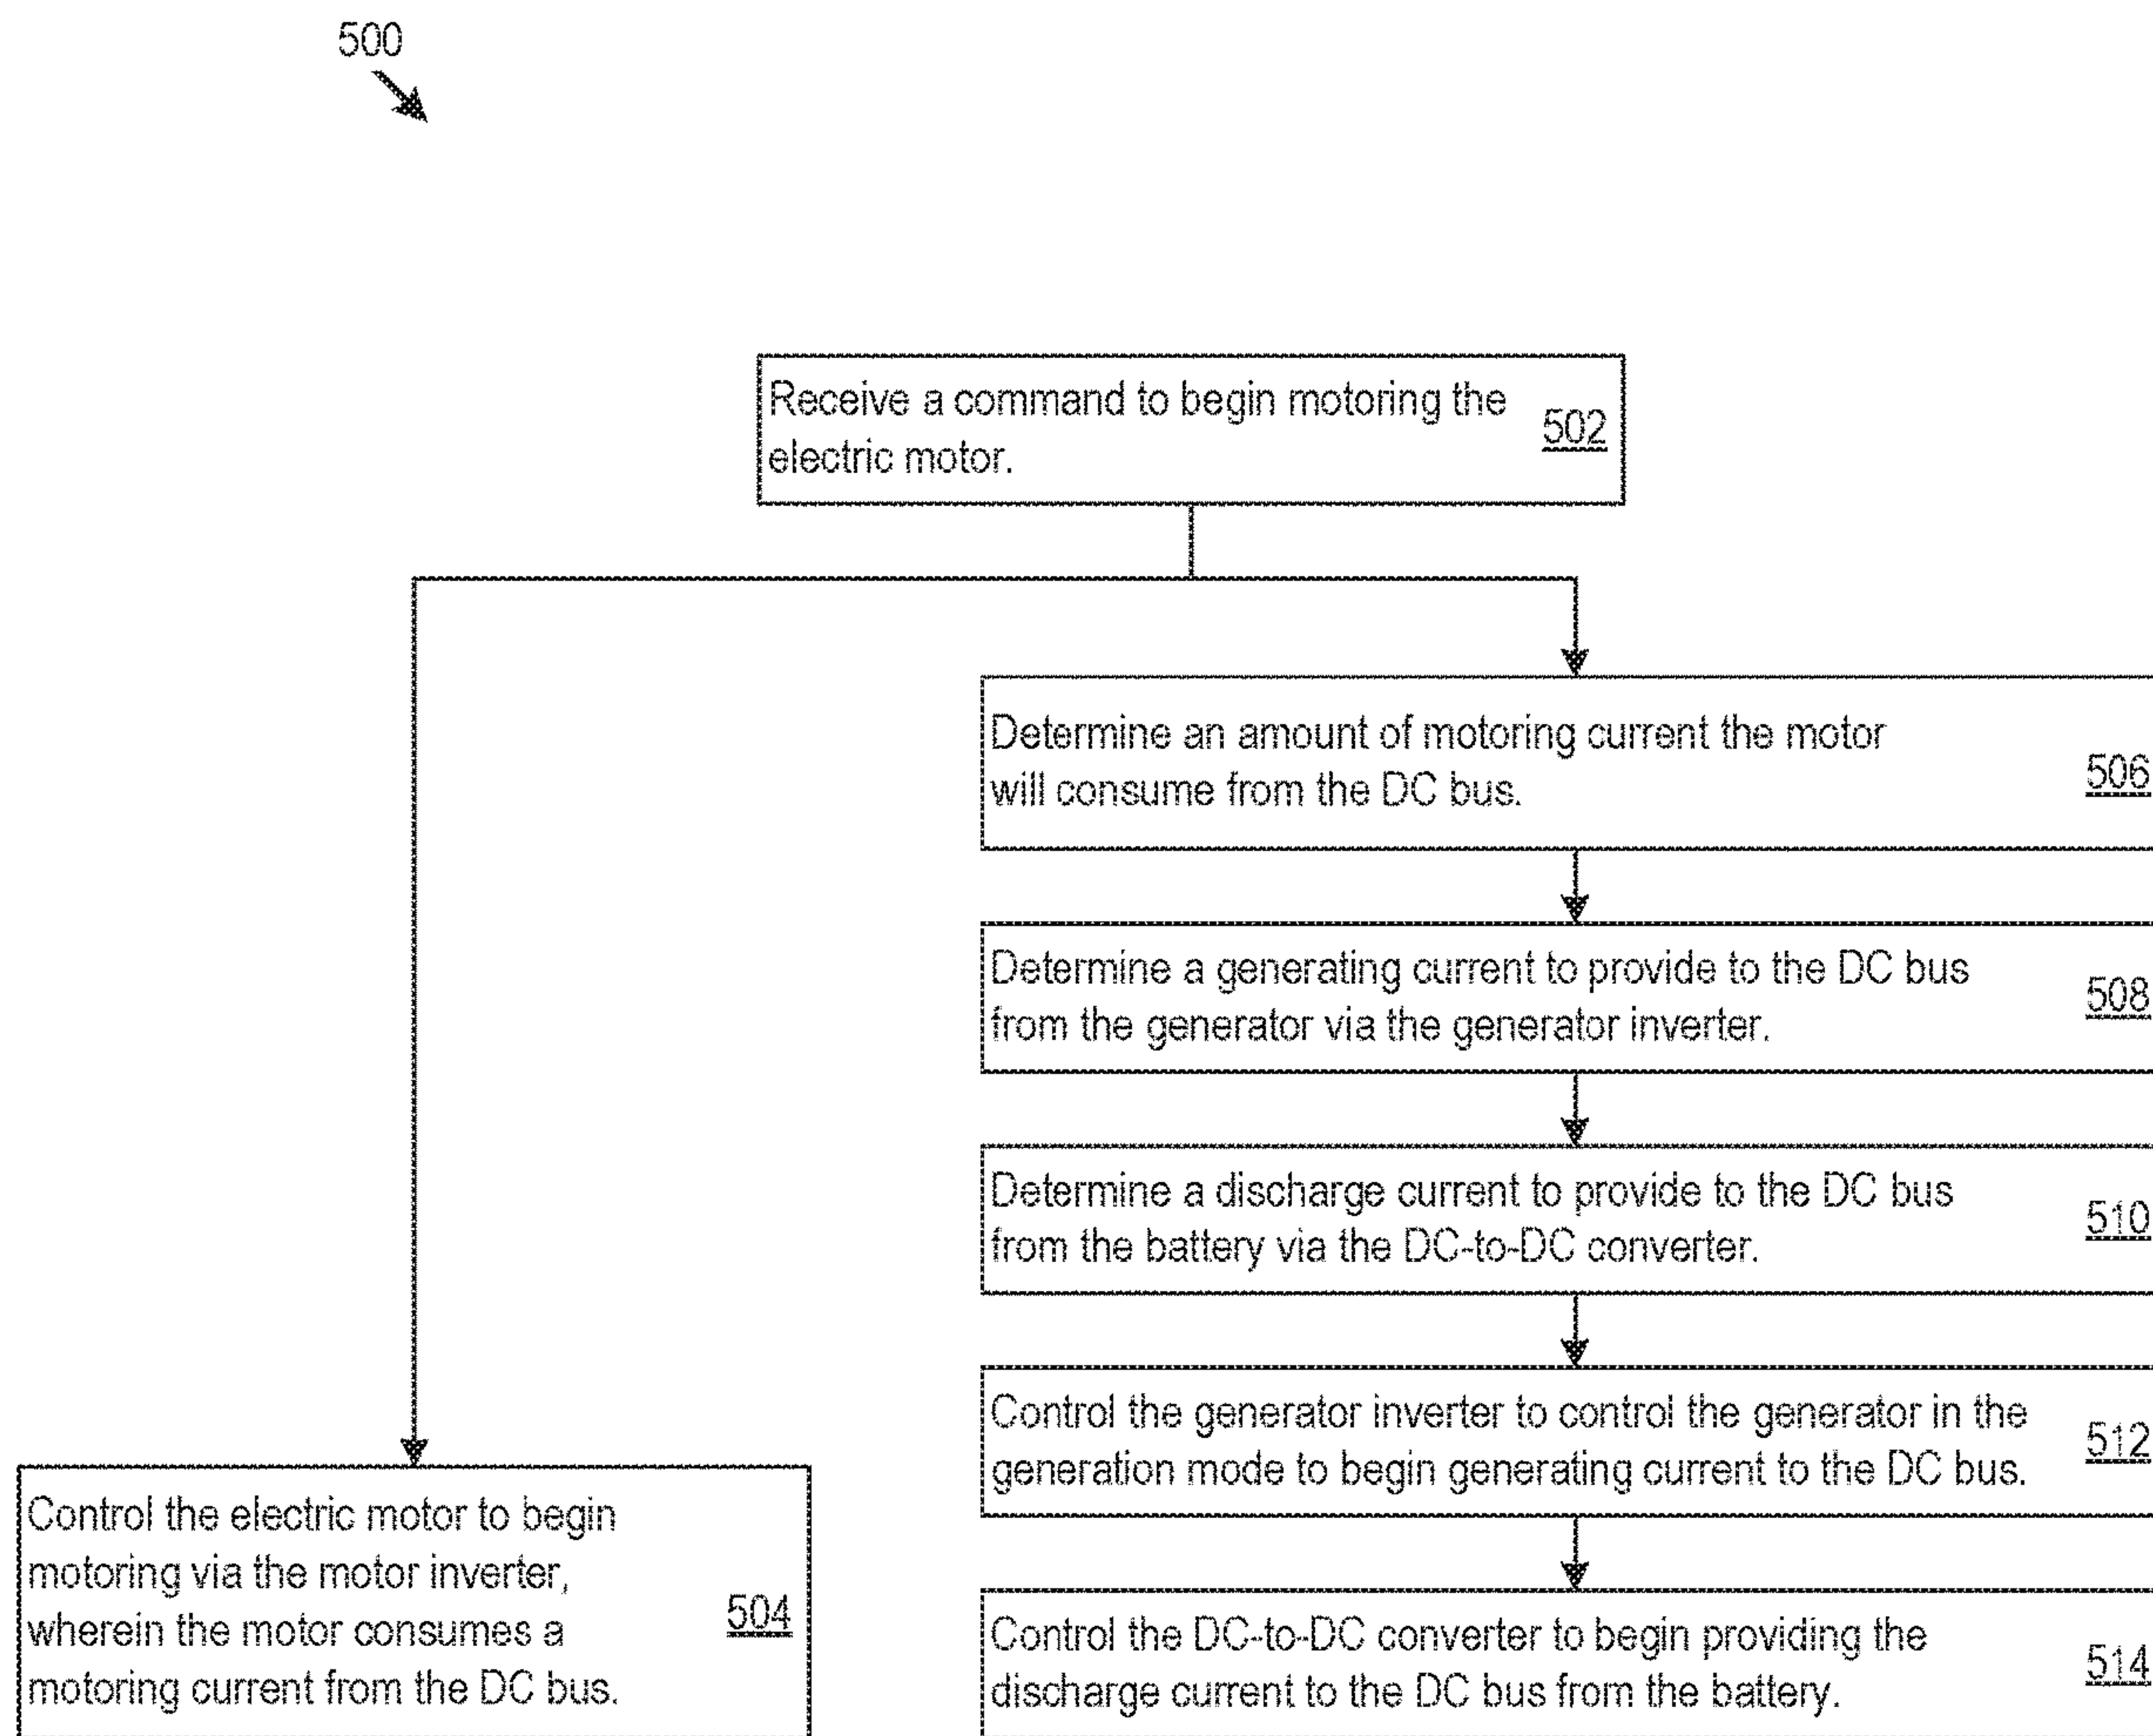 500
Receive a command to begin motoring the
electric motor.
502
Determine an amount of motoring current the motor
will consume from the DC bus.
506
Determine a generating current to provide to the DC bus
from the generator via the generator inverter.
508
Determine a discharge current to provide to the DC bus
from the battery via the DC-to-DC converter.
510
Control the generator inverter to control the generator in the
generation mode to begin generating current to the DC bus.
512
Control the electric motor to begin
motoring via the motor inverter,
wherein the motor consumes a
motoring current from the DC bus.
504
Control the DC-to-DC converter to begin providing the
discharge current to the DC bus from the battery.
514